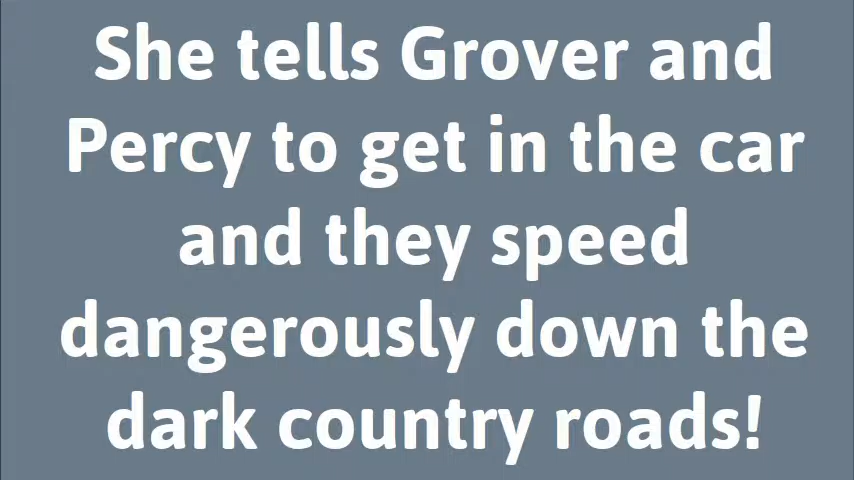 She tells Grover and
Percy to get in the car
and they speed
dangerously down the
dark country roads!